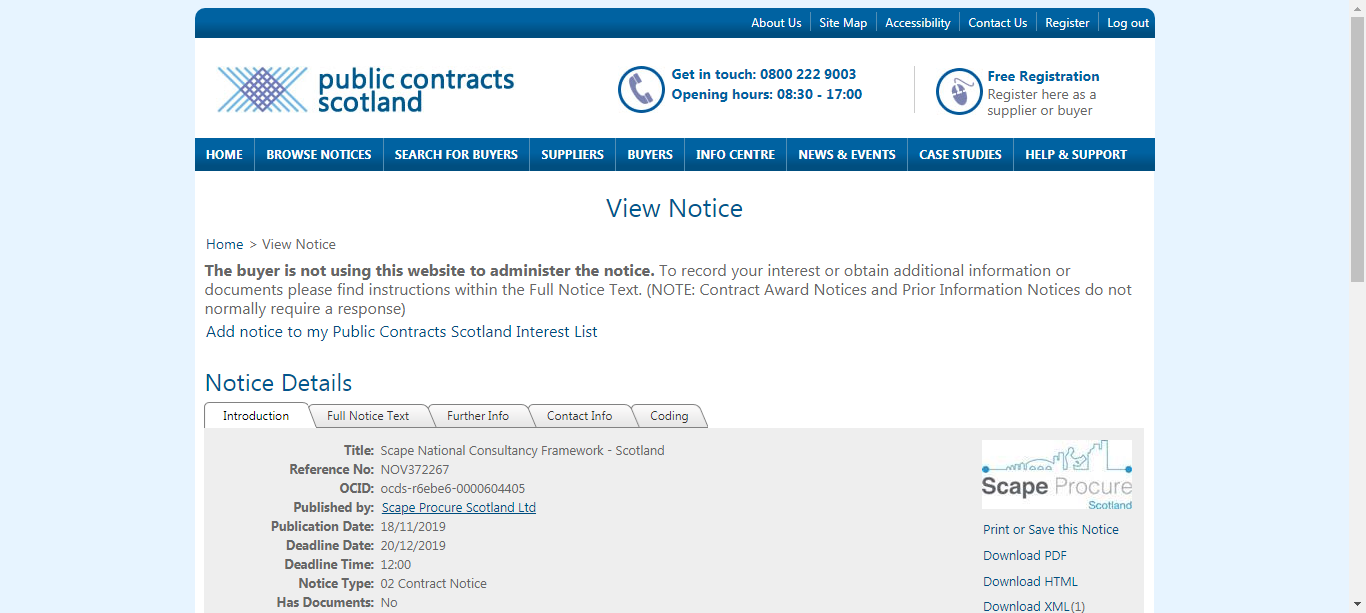 About Us Site Map Accessibility Contact Us Register Log out
public contracts
scotland
Get in touch: 0800 222 9003
Opening hours: 08:30 - 17:00
Free Registration
Register here as a
supplier or buyer
HOME BROWSE NOTICES SEARCH FOR BUYERS SUPPLIERS BUYERS INFO CENTRE NEWS & EVENTS CASE STUDIES HELP & SUPPORT
View Notice
Home > View Notice
The buyer is not using this website to administer the notice. To record your interest or obtain additional information or
documents please find instructions within the Full Notice Text. (NOTE: Contract Award Notices and Prior Information Notices do not
normally require a response)
Add notice to my Public Contracts Scotland Interest List
Notice Details
Introduction Full Notice Text Further Info Contact Info Coding
Title: Scape National Consultancy Framework - Scotland
Reference No: NOV372267
OCID: ocds-r6ebe6-0000604405
Published by: Scape Procure Scotland Ltd
Publication Date: 18/11/2019
Deadline Date: 20/12/2019
Deadline Time: 12:00
Notice Type: 02 Contract Notice
Has Documents: No
Scape Procure
Scotland
Print or Save this Notice
Download PDF
Download HTML
Download XML(1)